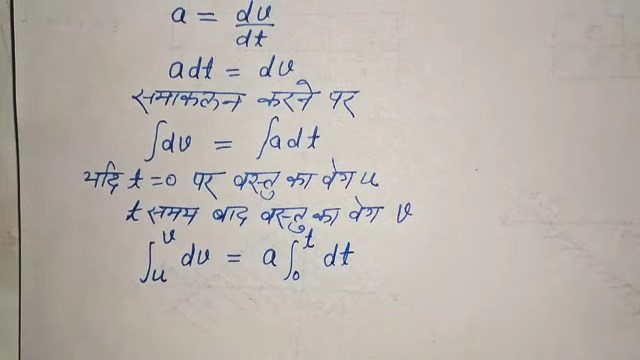 a = dv/dt
adt = dv
समाकलन करने पर
∫dv = ∫adt
यदि t = 0 पर वस्तु का वेग u
t समय बाद वस्तु का वेग v
∫ᵤᵛ dv = a∫₀ᵗ dt